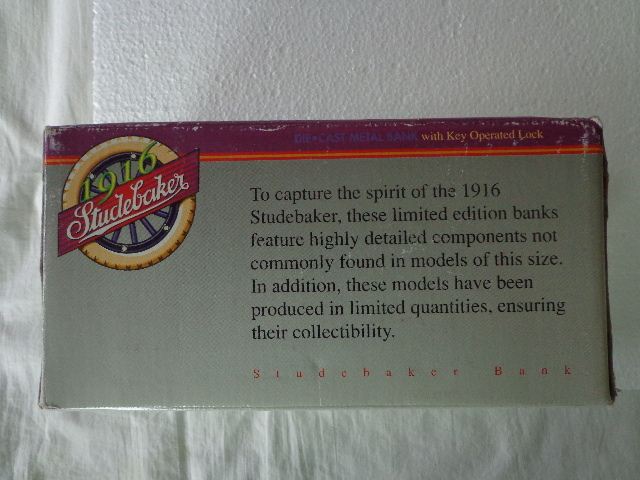 DIE•CAST METAL BANK with Key Operated Lock
1916
Studebaker
To capture the spirit of the 1916
Studebaker, these limited edition banks
feature highly detailed components not
commonly found in models of this size.
In addition, these models have been
produced in limited quantities, ensuring
their collectibility.
Studebaker Bank